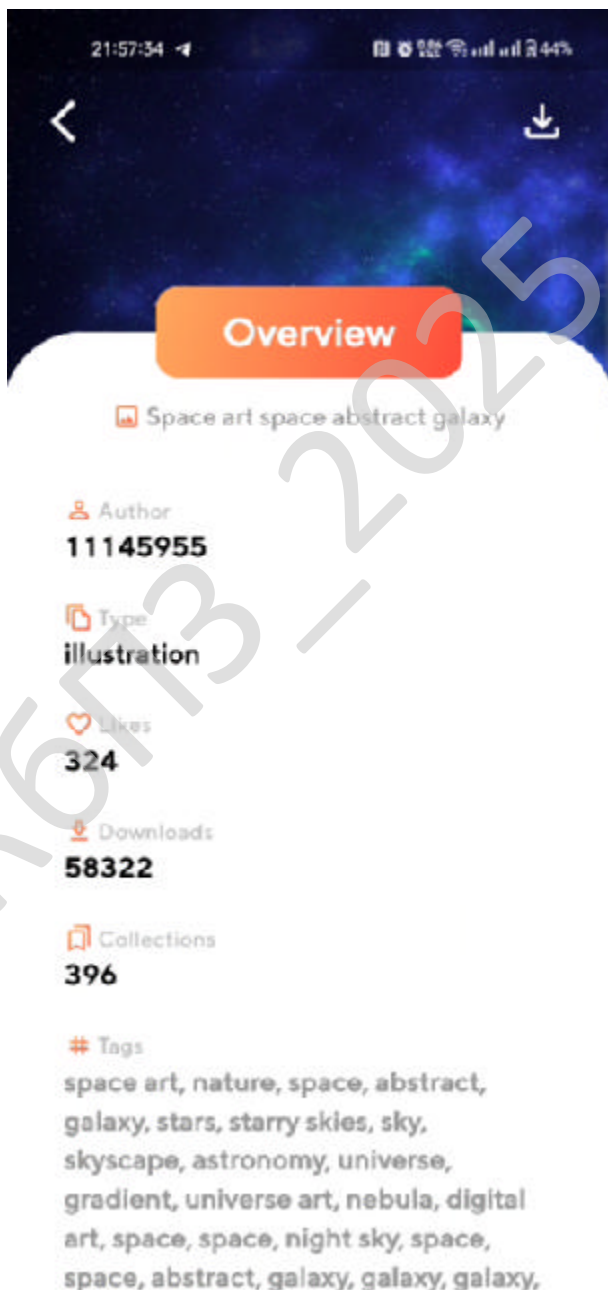 21:57:34
44%
Overview
Space art space abstract galaxy
Author
11145955
Type
illustration
Likes
324
Downloads
58322
Collections
396
# Tags
space art, nature, space, abstract,
galaxy, stars, starry skies, sky,
skyscape, astronomy, universe,
gradient, universe art, nebula, digital
art, space, space, night sky, space,
space, abstract, galaxy, galaxy, galaxy,
КБПЗ_2025